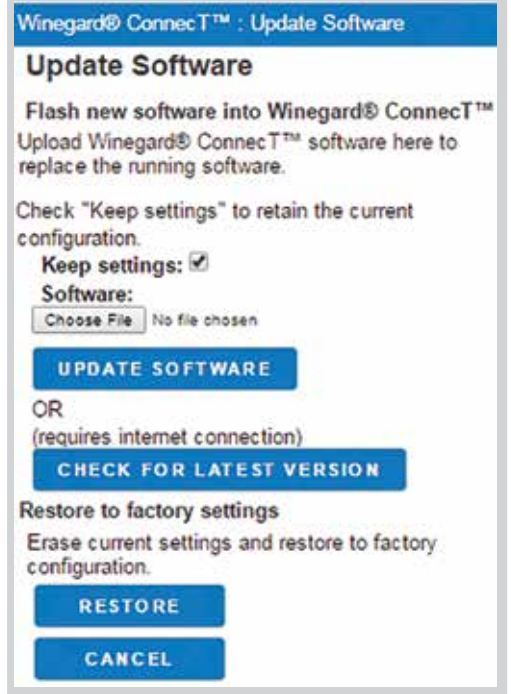 Winegard® ConnecT™ : Update Software
Update Software
Flash new software into Winegard® ConnecT™
Upload Winegard® ConnecT™ software here to
replace the running software.
Check "Keep settings" to retain the current
configuration.
Keep settings:
Software:
Choose File No file chosen
UPDATE SOFTWARE
OR
(requires internet connection)
CHECK FOR LATEST VERSION
Restore to factory settings
Erase current settings and restore to factory
configuration.
RESTORE
CANCEL